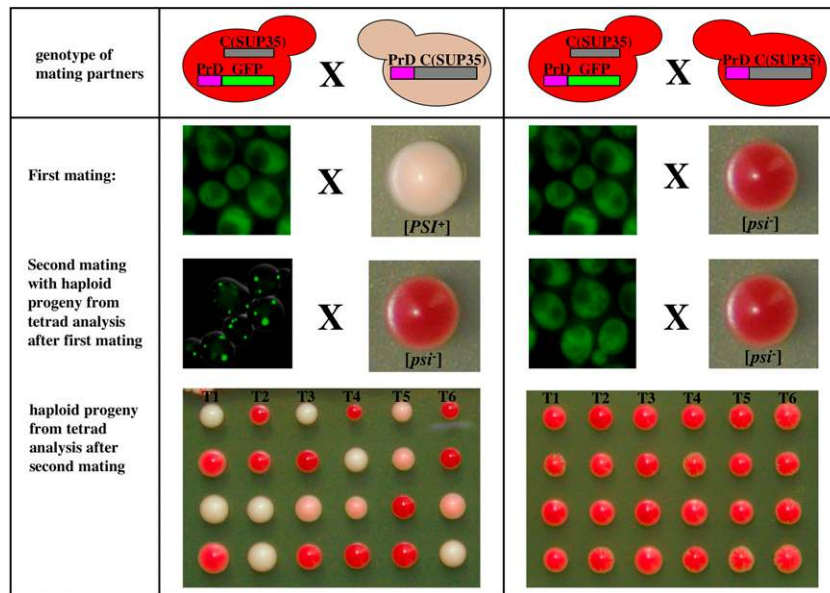 genotype of
mating partners
C(SUP35)
PrD GFP
X
PrD C(SUP35)
C(SUP35)
PrD GFP
X
PrD C(SUP35)
First mating:
X
[PSI+]
X
[psi-]
Second mating
with haploid
progeny from
tetrad analysis
after first mating
X
[psi-]
X
[psi-]
haploid progeny
from tetrad
analysis after
second mating
T1 T2 T3 T4 T5 T6
T1 T2 T3 T4 T5 T6